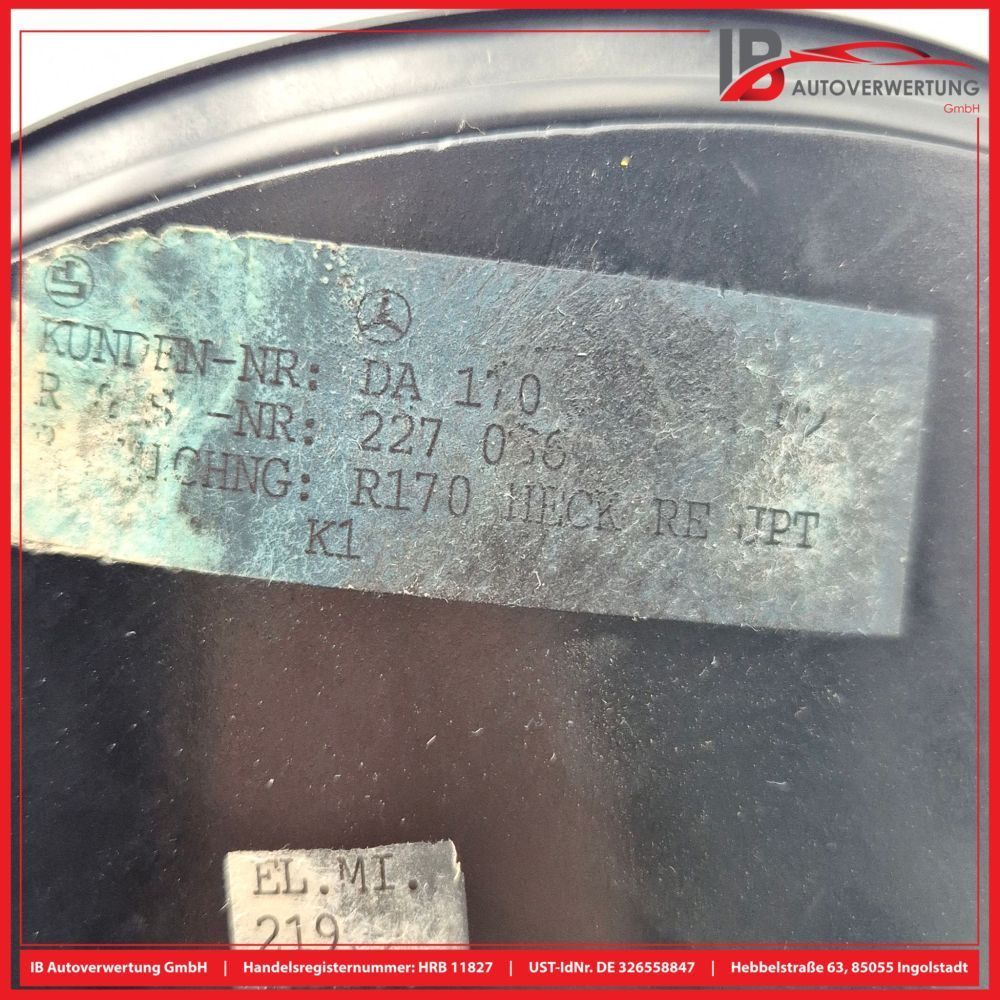 IB AUTOVERWERTUNG
GmbH
KUNDEN-NR: DA 170
-NR: 227
R170 HECK RE JPT
K1
EL.MI.
219
IB Autoverwertung GmbH | Handelsregisternummer: HRB 11827 | UST-IdNr. DE 326558847 | Hebbelstraße 63, 85055 Ingolstadt